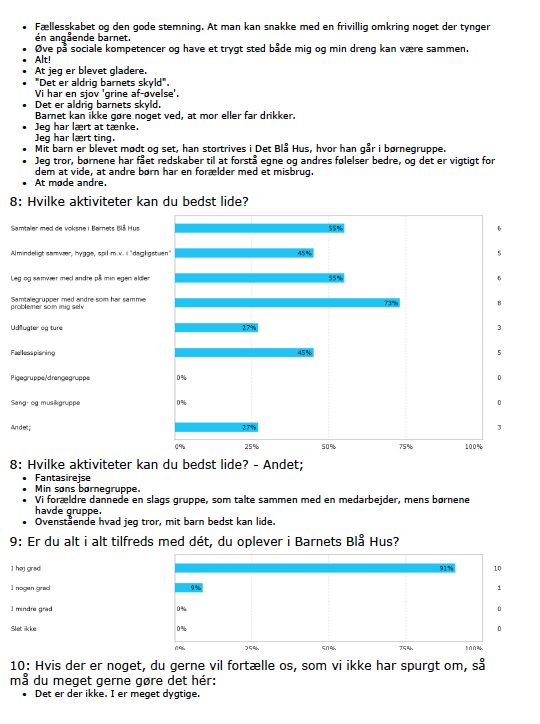 • Fællesskabet og den gode stemning. At man kan snakke med en frivillig omkring noget der tynger
én angående barnet.
• Øve på sociale kompetencer og have et trygt sted både mig og min dreng kan være sammen.
• Alt!
• At jeg er blevet gladere.
• "Det er aldrig barnets skyld".
Vi har en sjov 'grine af-øvelse'.
• Det er aldrig barnets skyld.
Barnet kan ikke gøre noget ved, at mor eller far drikker.
• Jeg har lært at tænke.
Jeg har lært ting.
• Mit barn er blevet mødt og set, han stortrives i Det Blå Hus, hvor han går i børnegruppe.
• Jeg tror, børnene har fået redskaber til at forstå egne og andres følelser bedre, og det er vigtigt for
dem at vide, at andre børn har en forælder med et misbrug.
• At møde andre.
8: Hvilke aktiviteter kan du bedst lide?
Samtaler med de voksne i Barnets Blå Hus 55% 6
Almindeligt samvær, hygge, spil m.v. i "dagligstuen" 45% 5
Leg og samvær med andre på min egen alder 55% 6
Samtalegrupper med andre som har samme
problemer som mig selv 73% 8
Udflugter og ture 27% 3
Fællesspisning 45% 5
Pigegruppe/drengegruppe 0% 0
Sang- og musikgruppe 0% 0
Andet; 27% 3
0% 25% 50% 75% 100%
8: Hvilke aktiviteter kan du bedst lide? - Andet;
• Fantasirejse
• Min søns børnegruppe.
• Vi forældre dannede en slags gruppe, som talte sammen med en medarbejder, mens børnene
havde gruppe.
• Ovenstående hvad jeg tror, mit barn bedst kan lide.
9: Er du alt i alt tilfreds med dét, du oplever i Barnets Blå Hus?
I høj grad 91% 10
I nogen grad 9% 1
I mindre grad 0% 0
Slet ikke 0% 0
0% 25% 50% 75% 100%
10: Hvis der er noget, du gerne vil fortælle os, som vi ikke har spurgt om, så
må du meget gerne gøre det hér:
• Det er der ikke. I er meget dygtige.